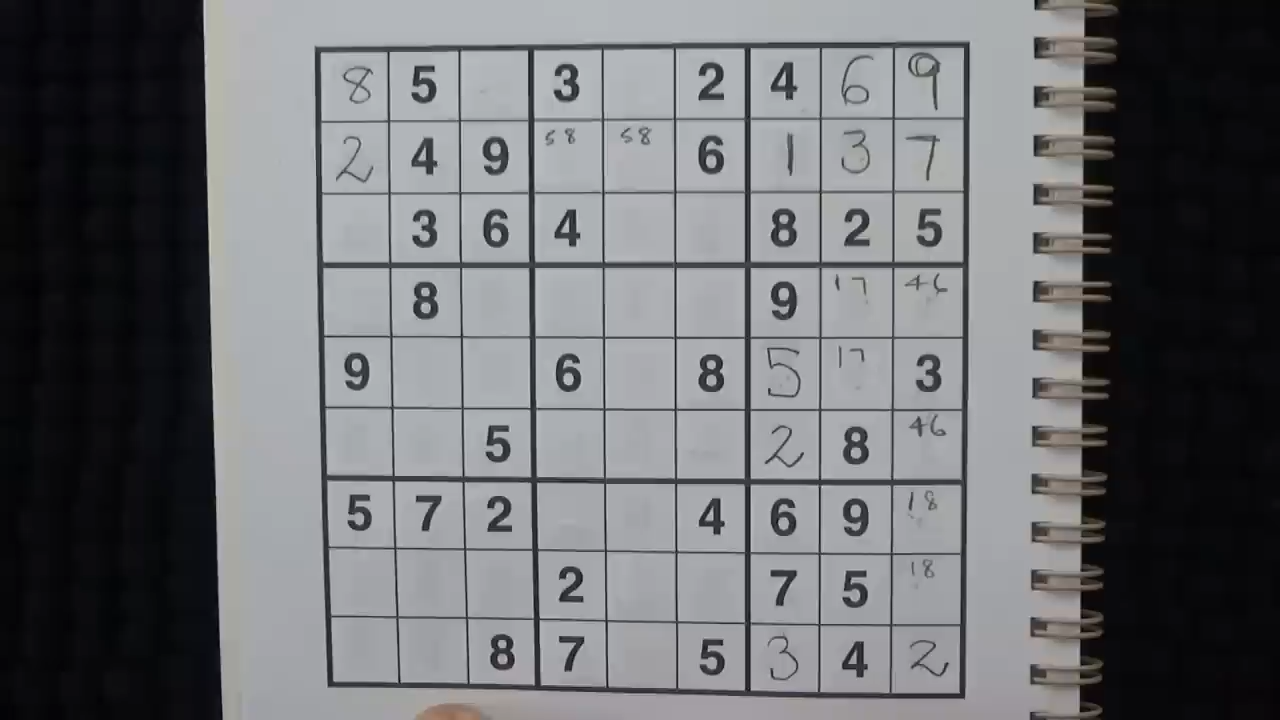 8 5 3 2 4 6 9
2 4 9 58 58 6 1 3 7
3 6 4 8 2 5
8 9 17 46
9 6 8 5 17 3
5 2 8 46
5 7 2 4 6 9 18
2 7 5 18
8 7 5 3 4 2